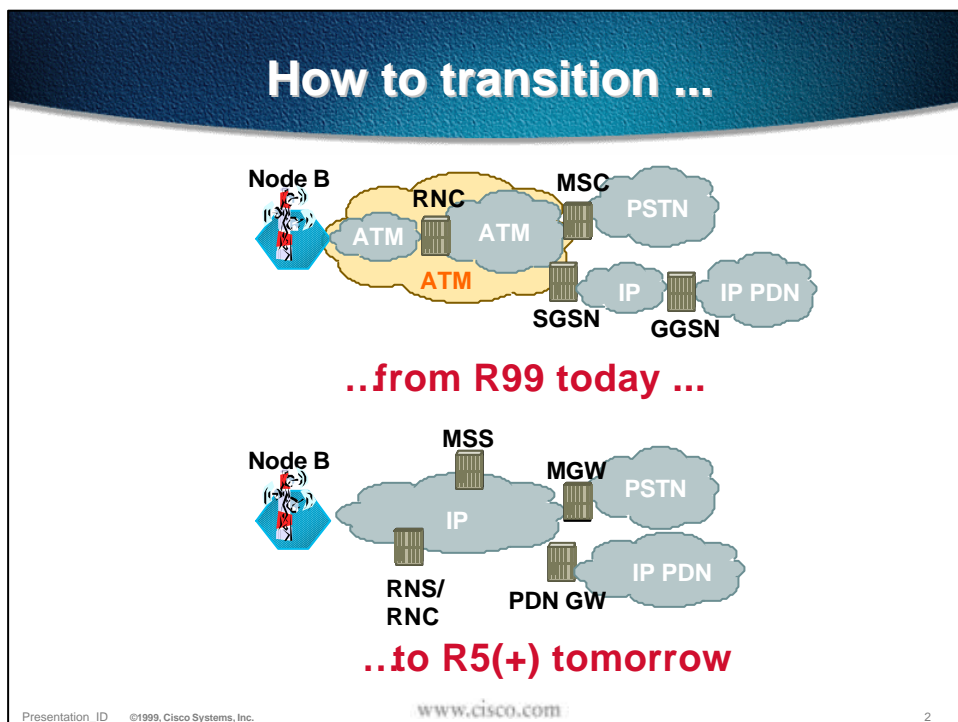 How to transition ...
Node B
RNC
MSC
PSTN
ATM
ATM
ATM
IP
IP PDN
SGSN
GGSN
...from R99 today ...
MSS
Node B
MGW
PSTN
IP
IP PDN
RNS/
RNC
PDN GW
...to R5(+) tomorrow
Presentation_ID ©1999, Cisco Systems, Inc. www.cisco.com 2